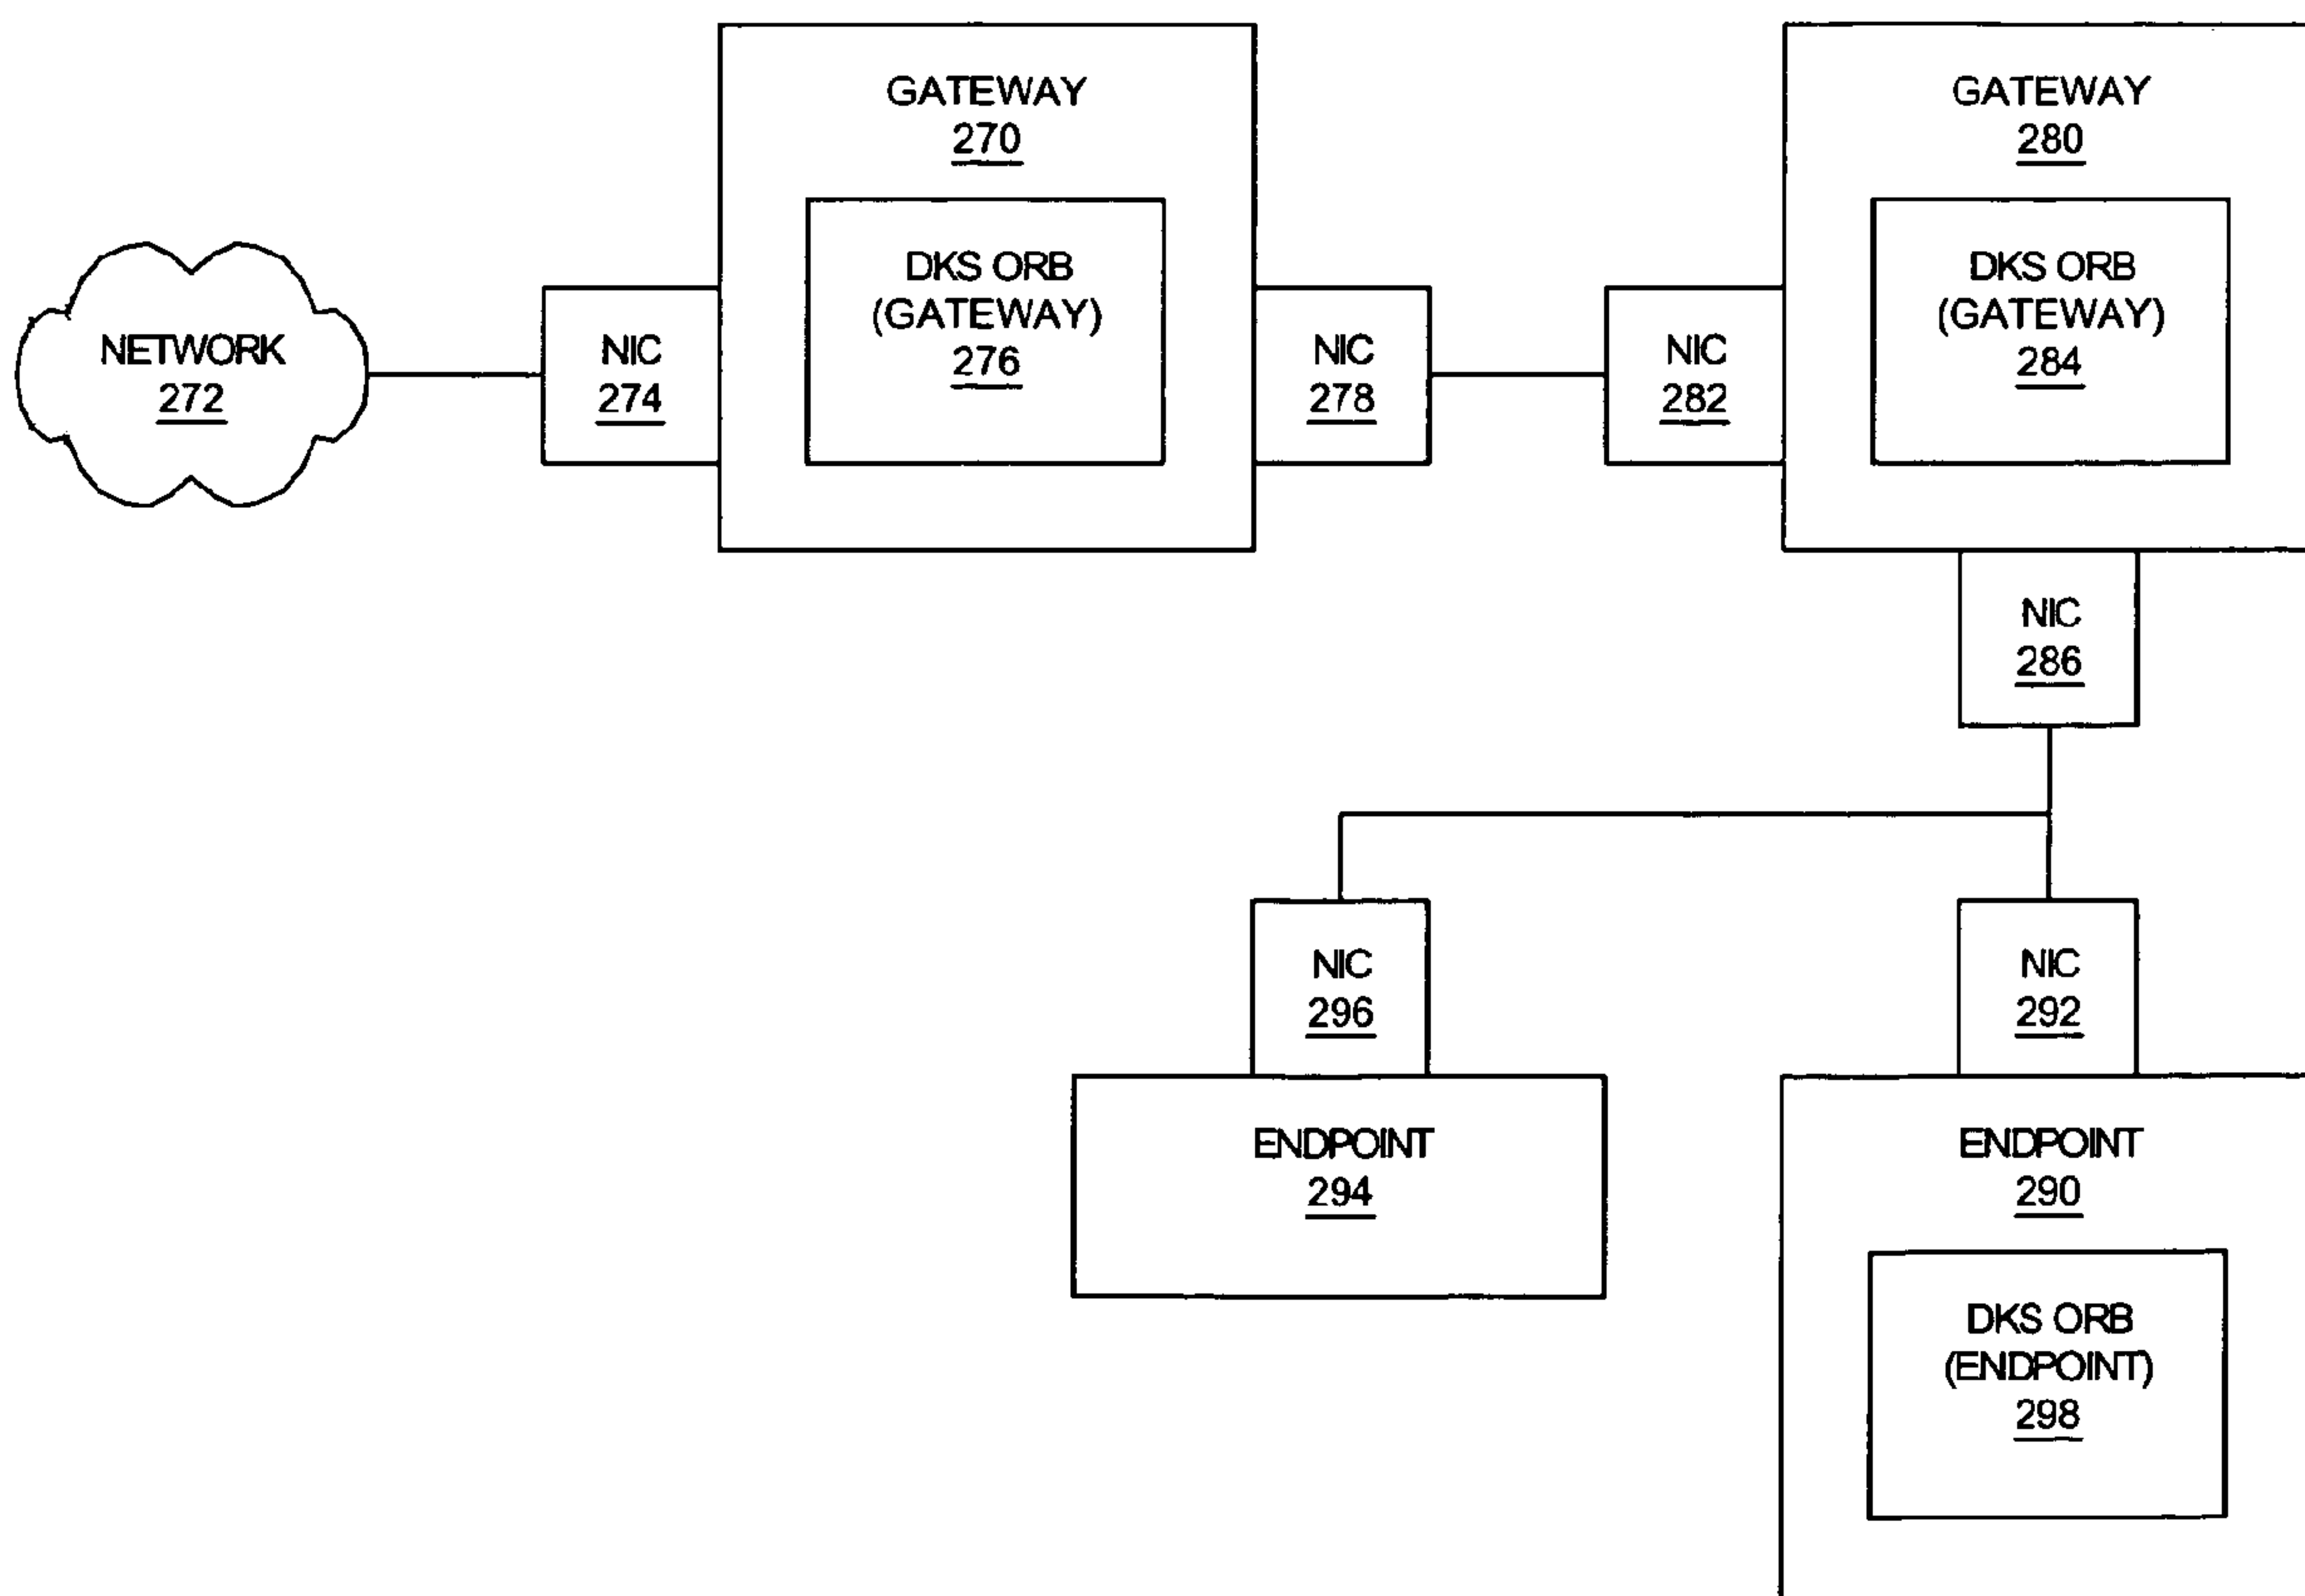 GATEWAY
270
GATEWAY
280
DKS ORB
(GATEWAY)
276
DKS ORB
(GATEWAY)
284
NETWORK
272
NIC
274
NIC
278
NIC
282
NIC
286
NIC
296
NIC
292
ENDPOINT
294
ENDPOINT
290
DKS ORB
(ENDPOINT)
298